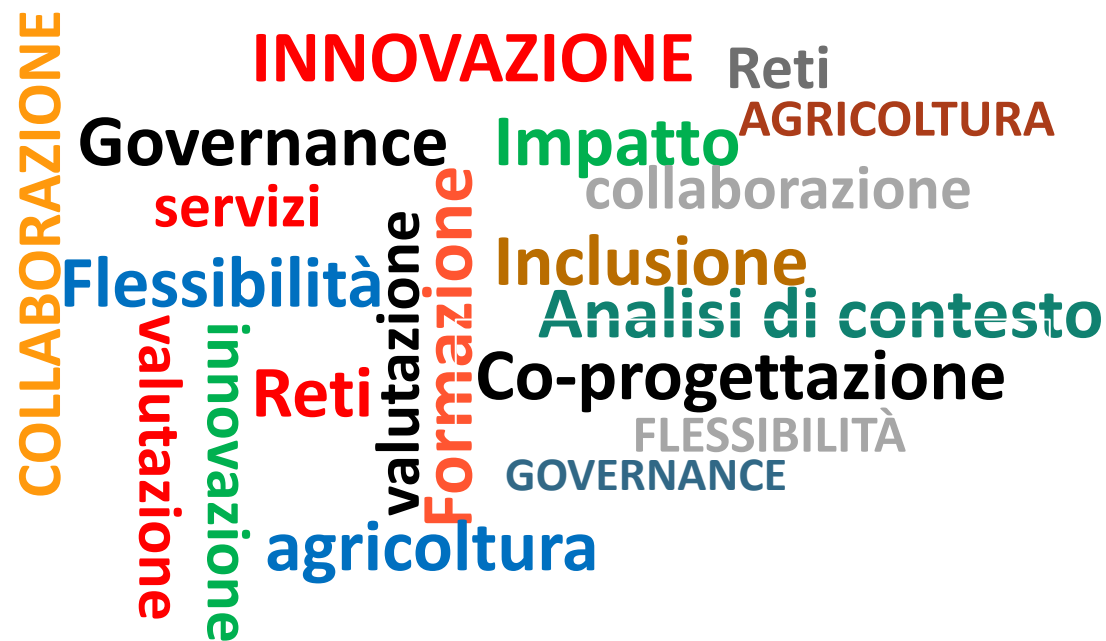 COLLABORAZIONE
INNOVAZIONE
Reti
AGRICOLTURA
Governance
Impatto
collaborazione
servizi
valutazione
Formazione
Inclusione
Flessibilità
Analisi di contesto
valutazione
innovazione
Reti
Co-progettazione
FLESSIBILITÀ
GOVERNANCE
agricoltura